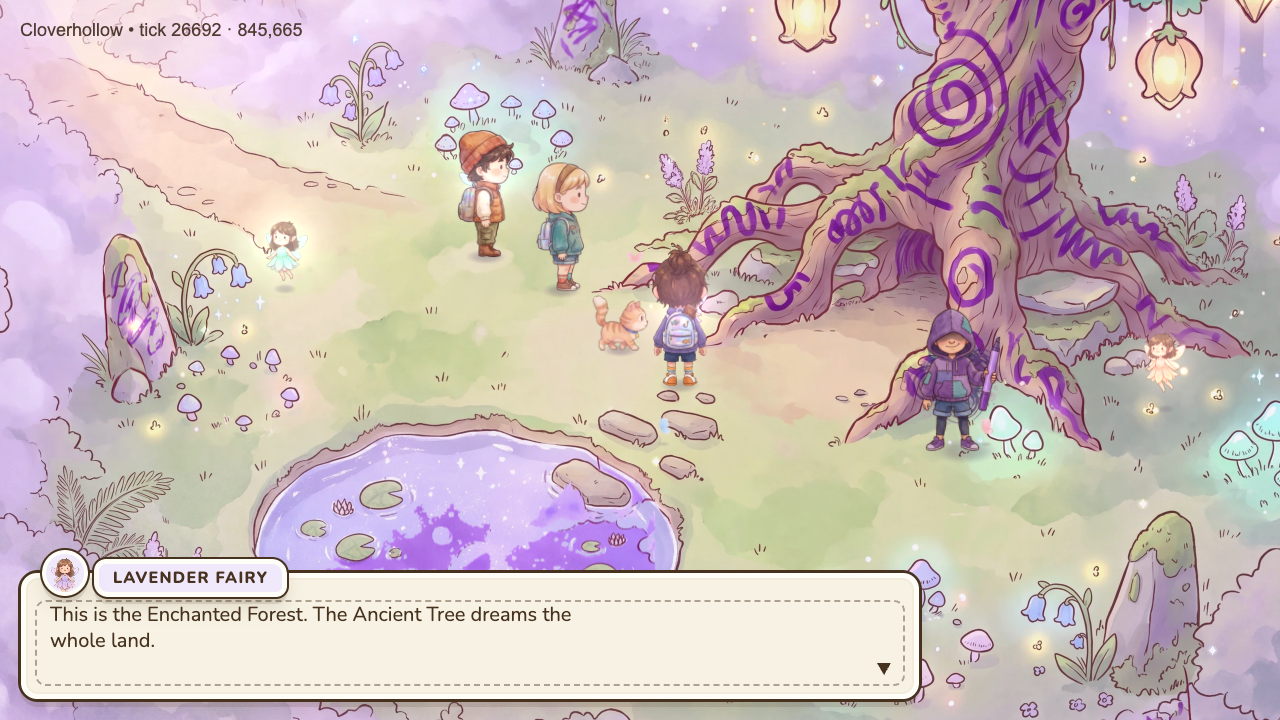 Cloverhollow • tick 26692 · 845,665
LAVENDER FAIRY
This is the Enchanted Forest. The Ancient Tree dreams the
whole land.